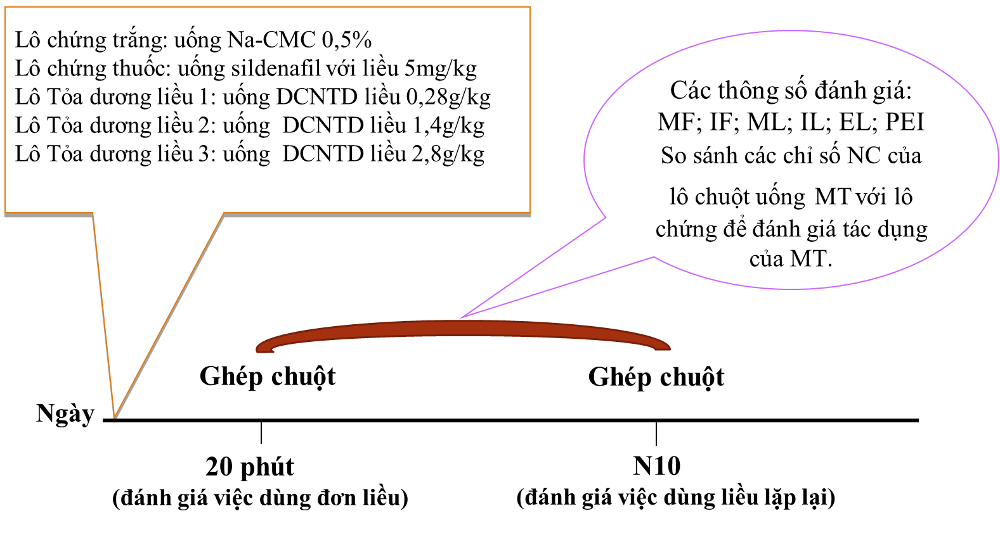 Lô chứng trắng: uống Na-CMC 0,5%
Lô chứng thuốc: uống sildenafil với liều 5mg/kg
Lô Tỏa dương liều 1: uống DCNTD liều 0,28g/kg
Lô Tỏa dương liều 2: uống DCNTD liều 1,4g/kg
Lô Tỏa dương liều 3: uống DCNTD liều 2,8g/kg
Các thông số đánh giá:
MF; IF; ML; IL; EL; PEI
So sánh các chỉ số NC của
lô chuột uống MT với lô
chứng để đánh giá tác dụng
của MT.
Ghép chuột
Ghép chuột
Ngày
20 phút
(đánh giá việc dùng đơn liều)
N10
(đánh giá việc dùng liều lặp lại)